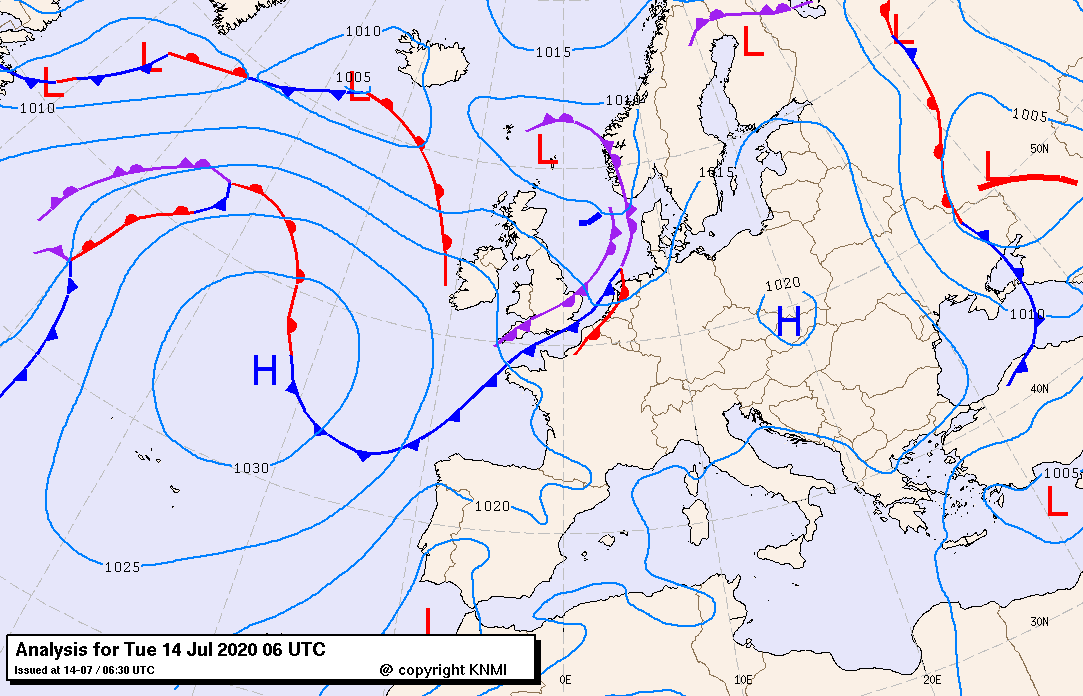 1010
1015
L
L
L
1005
L
L
1010
1010
L
1005
50N
L
1015
1020
H
1010
H
40N
1030
1005
L
1020
1025
L
30N
Analysis for Tue 14 Jul 2020 06 UTC
Issued at 14-07 / 06:30 UTC
@ copyright KNMI
0E
10E
20E